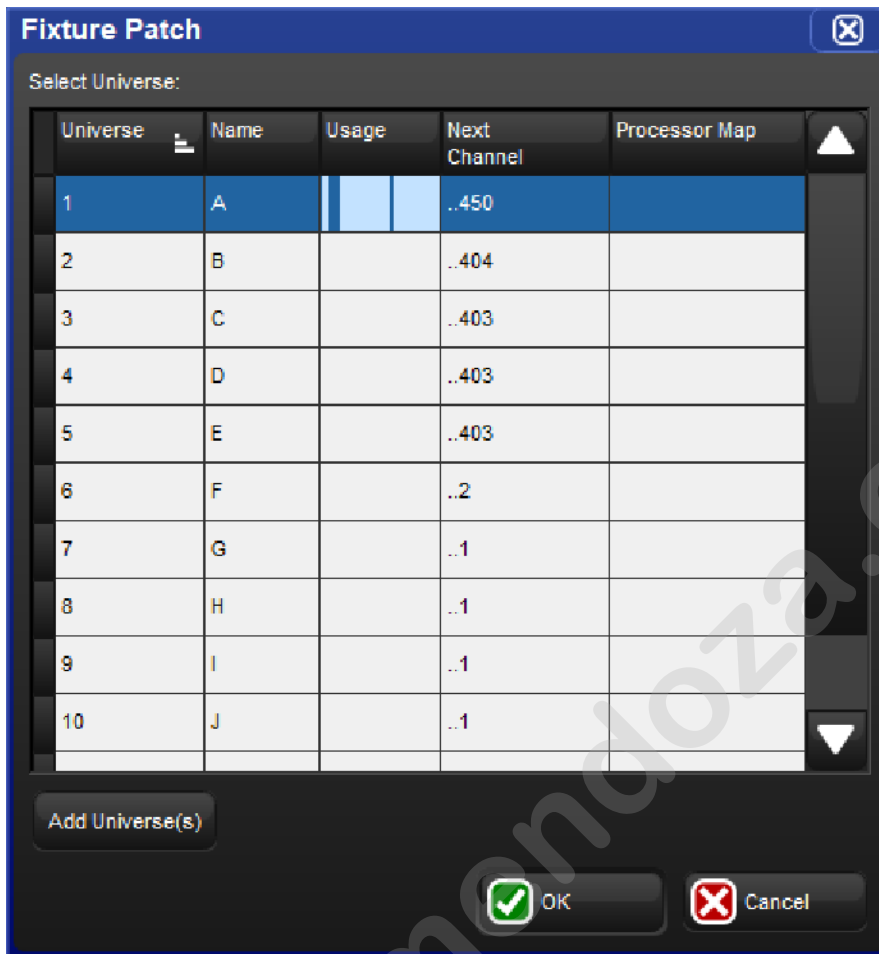 Fixture Patch
Select Universe:
Universe Name Usage Next Channel Processor Map
1 A ..450
2 B ..404
3 C ..403
4 D ..403
5 E ..403
6 F ..2
7 G ..1
8 H ..1
9 I ..1
10 J ..1
Add Universe(s)
OK Cancel
mendoza.